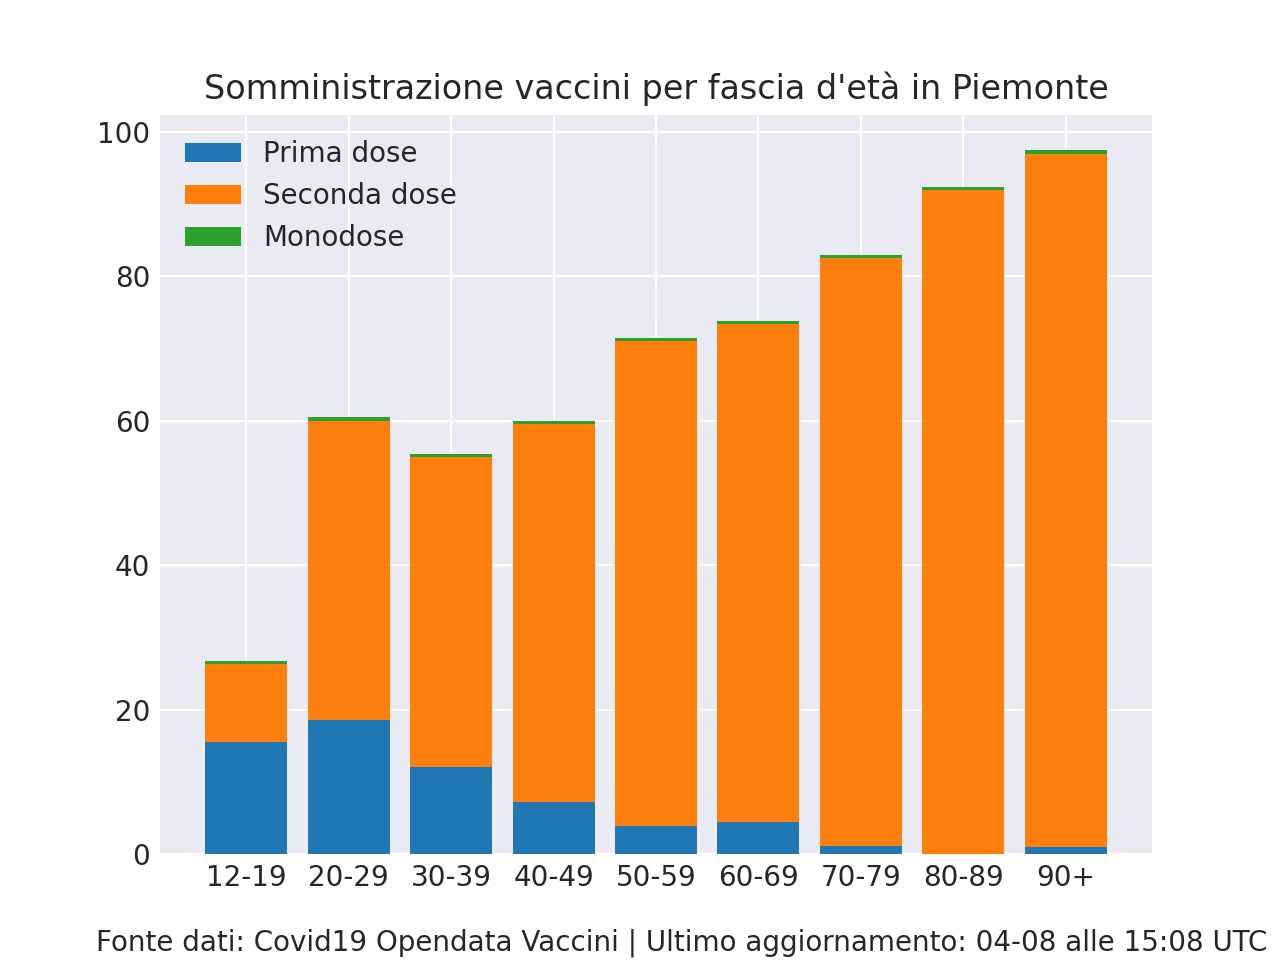 Somministrazione vaccini per fascia d'età in Piemonte
Prima dose
Seconda dose
Monodose
100
80
60
40
20
0
12-19 20-29 30-39 40-49 50-59 60-69 70-79 80-89 90+
Fonte dati: Covid19 Opendata Vaccini | Ultimo aggiornamento: 04-08 alle 15:08 UTC